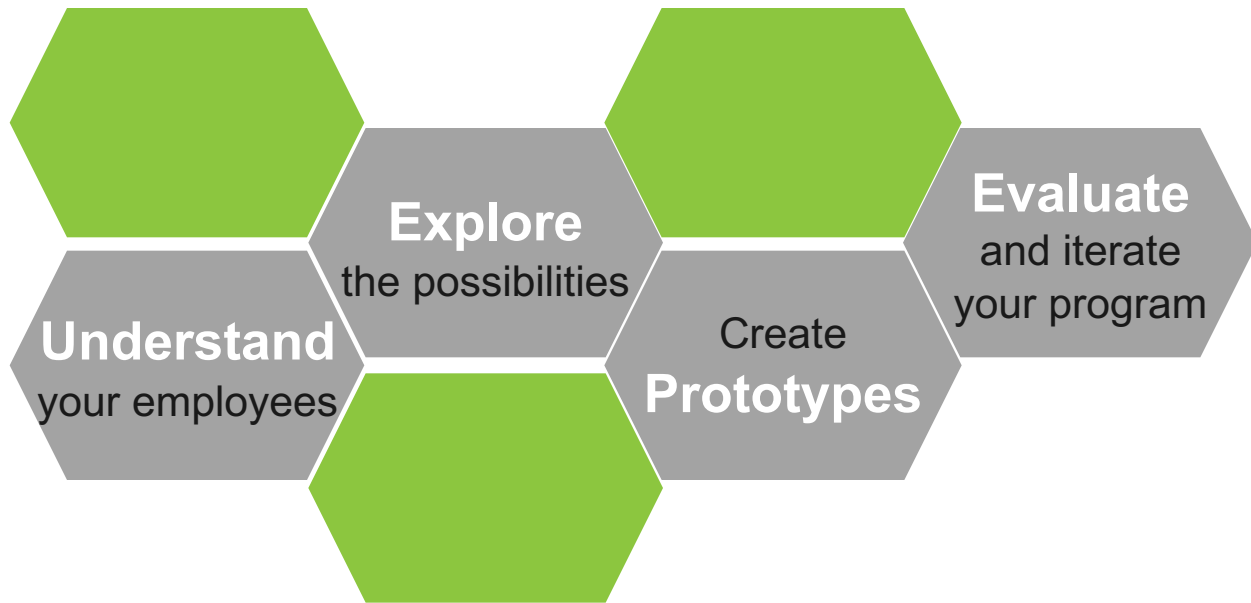 Understand
your employees
Explore
the possibilities
Create
Prototypes
Evaluate
and iterate
your program